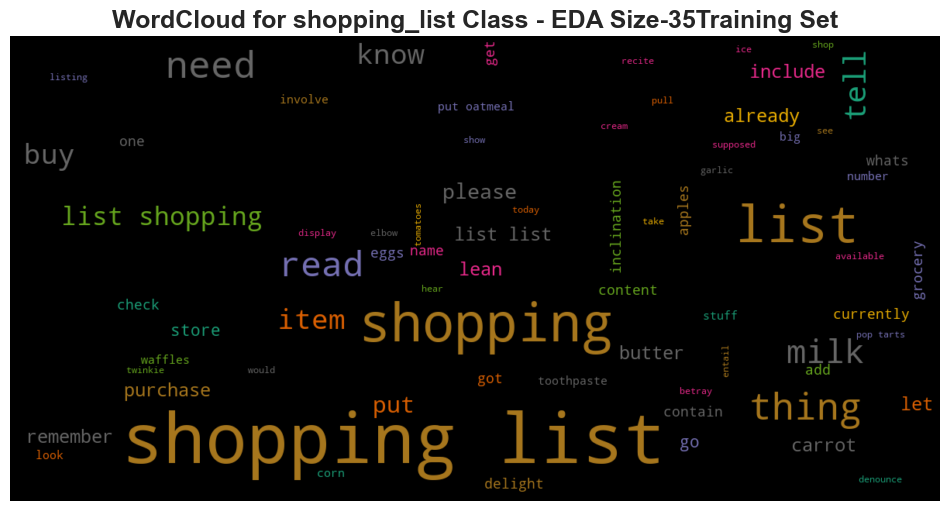 WordCloud for shopping_list Class - EDA Size-35Training Set
need
know
get
recite
ice
shop
include
tell
listing
involve
put oatmeal
pull
already
cream
big
see
one
show
supposed
buy
garlic
whats
number
please
inclination
apples
list shopping
tomatoes
today
take
list
display
elbow
list list
read
eggs
name
available
grocery
lean
hear
content
check
item
shopping
stuff
currently
store
pop tarts
waffles
butter
entail
milk
twinkie
would
add
got
toothpaste
purchase
betray
put
thing
let
contain
remember
shopping list
go
carrot
look
corn
delight
denounce